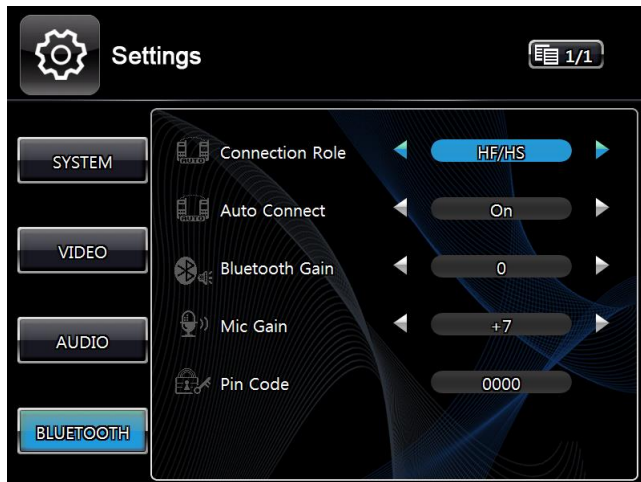 Settings
1/1
SYSTEM
VIDEO
AUDIO
BLUETOOTH
Connection Role HF/HS
Auto Connect On
Bluetooth Gain 0
Mic Gain +7
Pin Code 0000